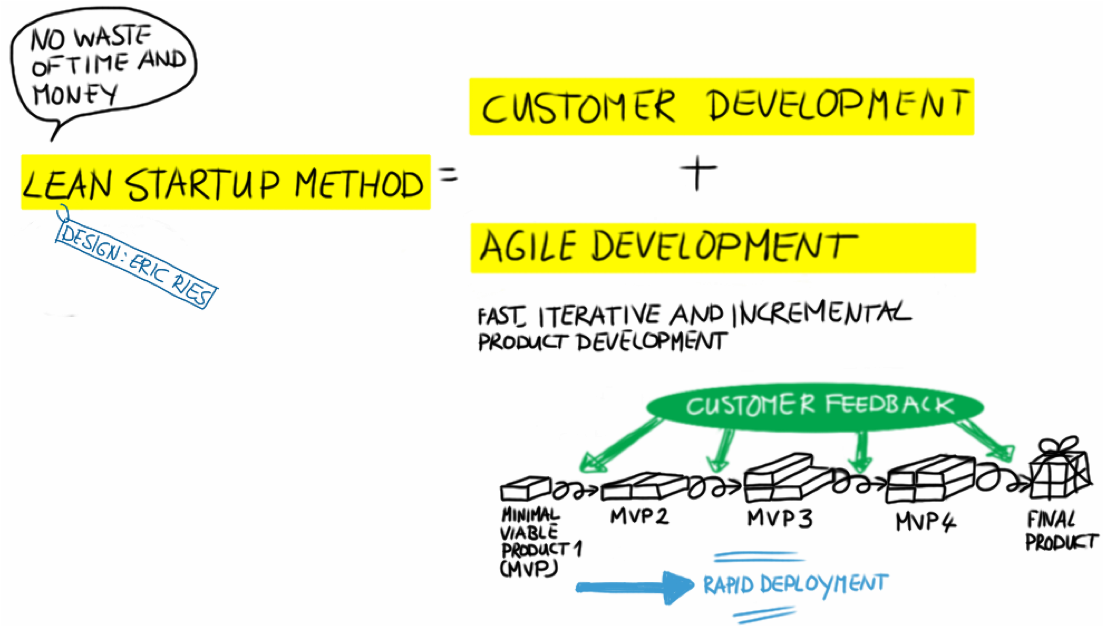 NO WASTE
OF TIME AND
MONEY
LEAN STARTUP METHOD =
DESIGN: ERIC RIES
CUSTOMER DEVELOPMENT
+
AGILE DEVELOPMENT
FAST, ITERATIVE AND INCREMENTAL
PRODUCT DEVELOPMENT
CUSTOMER FEEDBACK
MINIMAL
VIABLE
PRODUCT 1
(MVP)
MVP2
MVP3
MVP4
FINAL
PRODUCT
RAPID DEPLOYMENT